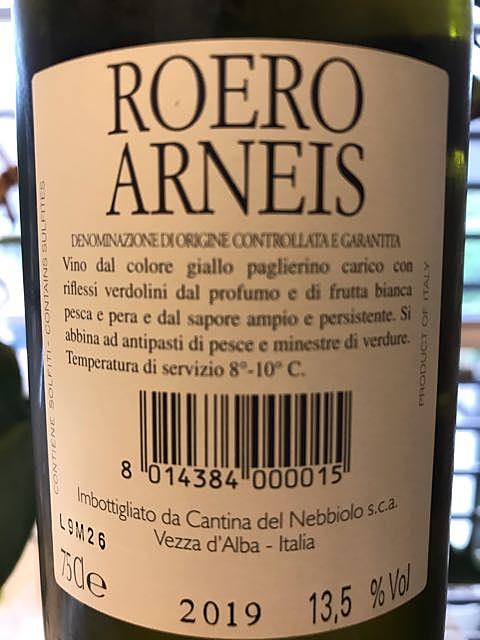 ROERO
ARNEIS
DENOMINAZIONE DI ORIGINE CONTROLLATA E GARANTITA
Vino dal colore giallo paglierino carico con
riflessi verdolini dal profumo e di frutta bianca
pesca e pera e dal sapore ampio e persistente. Si
abbina ad antipasti di pesce e minestre di verdure.
Temperatura di servizio 8°-10° C.
8 014384 000015
Imbottigliato da Cantina del Nebbiolo s.c.a.
Vezza d'Alba - Italia
L9M26
75Cle
2019
13,5 % Vol
CONTIENE SOLFITI - CONTAINS SULFITES
PRODUCT OF ITALY